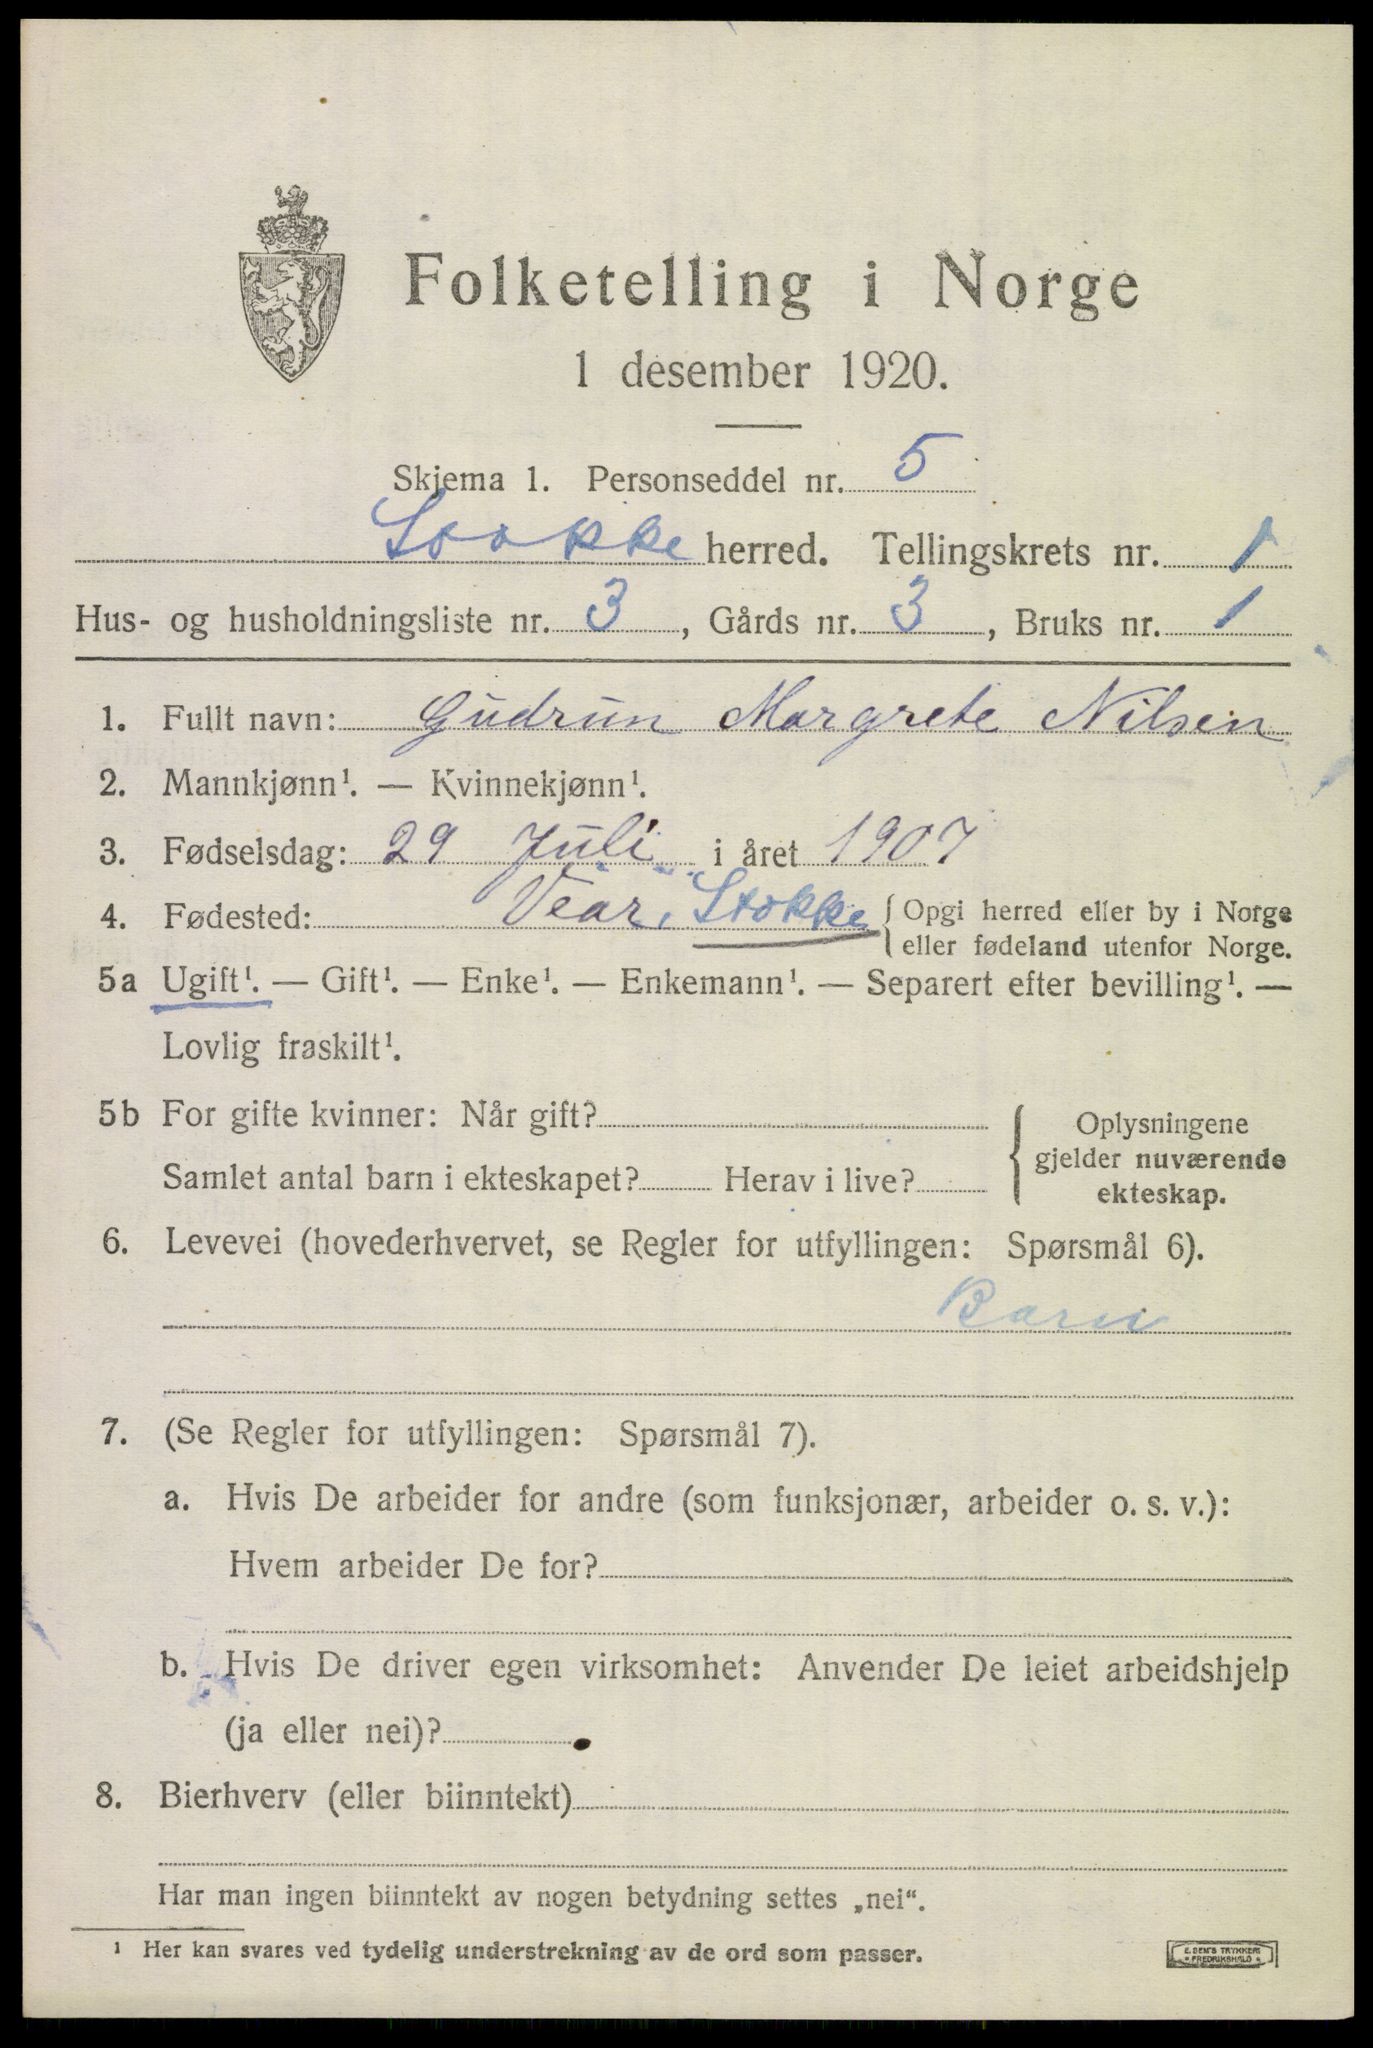 Folketelling i Norge
1 desember 1920.
Skjema 1. Personseddel nr. 5
Stokke herred. Tellingskrets nr. 1
Hus- og husholdningsliste nr. 3, Gårds nr. 3, Bruks nr. 1
1. Fullt navn: Gudrun Margrete Nilsen
2. Mannkjønn¹. — Kvinnekjønn¹.
3. Fødselsdag: 29 Juli i året 1907
4. Fødested: Vear, Stokke { Opgi herred eller by i Norge
eller fødeland utenfor Norge.
5a Ugift¹. — Gift¹. — Enke¹. — Enkemann¹. — Separert efter bevilling¹. —
Lovlig fraskilt¹.
5b For gifte kvinner: Når gift?
Samlet antal barn i ekteskapet? Herav i live?
{ Oplysningene
gjelder nuværende
ekteskap.
6. Levevei (hovederhvervet, se Regler for utfyllingen: Spørsmål 6).
Barn
7. (Se Regler for utfyllingen: Spørsmål 7).
a. Hvis De arbeider for andre (som funksjonær, arbeider o. s. v.):
Hvem arbeider De for?
b. Hvis De driver egen virksomhet: Anvender De leiet arbeidshjelp
(ja eller nei)?
8. Bierhverv (eller biinntekt)
Har man ingen biinntekt av nogen betydning settes „nei“.
¹ Her kan svares ved tydelig understrekning av de ord som passer.
E. SEM'S TRYKKERI
FREDRIKSHALD